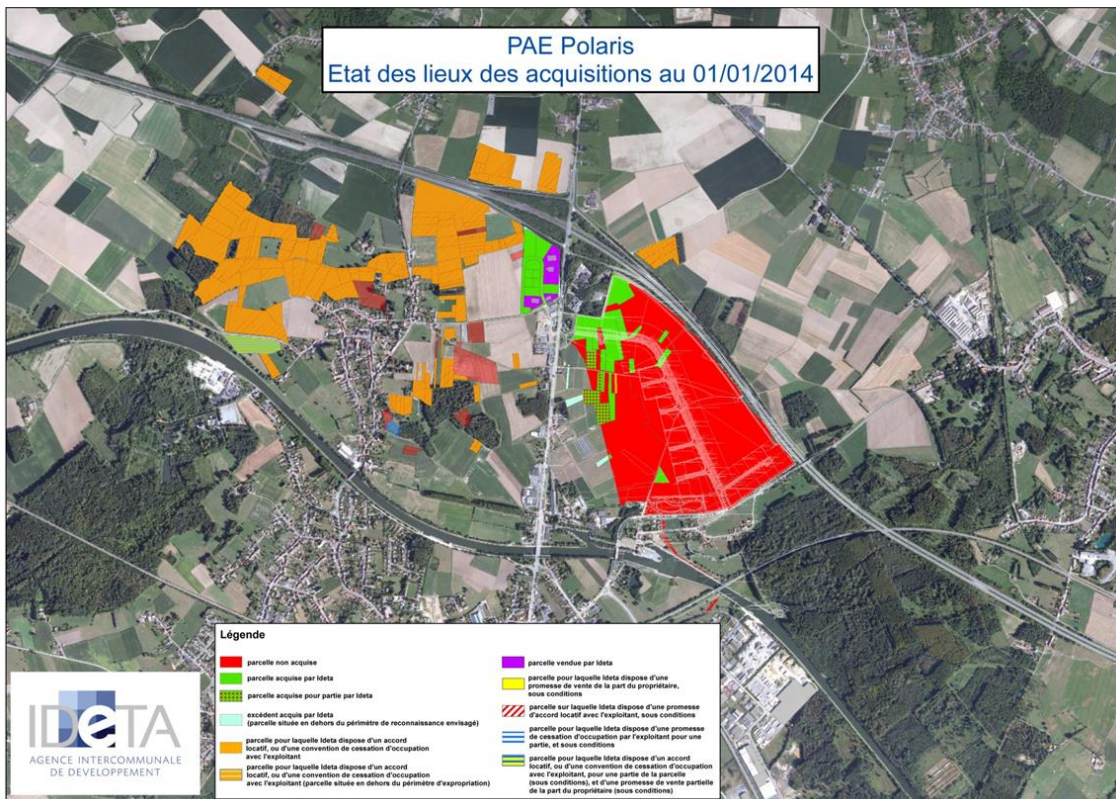 PAE Polaris
Etat des lieux des acquisitions au 01/01/2014
Légende
parcelle non acquise
parcelle acquise par Ideta
parcelle acquise pour partie par Ideta
excédent acquis par Ideta
(parcelle située en dehors du périmètre de reconnaissance envisagé)
parcelle pour laquelle Ideta dispose d'un accord
locatif, ou d'une convention de cessation d'occupation
avec l'exploitant
parcelle pour laquelle Ideta dispose d'un accord
locatif, ou d'une convention de cessation d'occupation
avec l'exploitant (parcelle située en dehors du périmètre d'expropriation)
parcelle vendue par Ideta
parcelle pour laquelle Ideta dispose d'une
promesse de vente de la part du propriétaire,
sous conditions
parcelle sur laquelle Ideta dispose d'une promesse
d'accord locatif avec l'exploitant, sous conditions
parcelle pour laquelle Ideta dispose d'une promesse
de cessation d'occupation par l'exploitant pour une
partie, et sous conditions
parcelle pour laquelle Ideta dispose d'un accord
locatif, ou d'une convention de cessation d'occupation
avec l'exploitant, pour une partie de la parcelle
(sous conditions), et d'une promesse de vente partielle
de la part du propriétaire (sous conditions)
IDeTA
AGENCE INTERCOMMUNALE
DE DEVELOPPEMENT